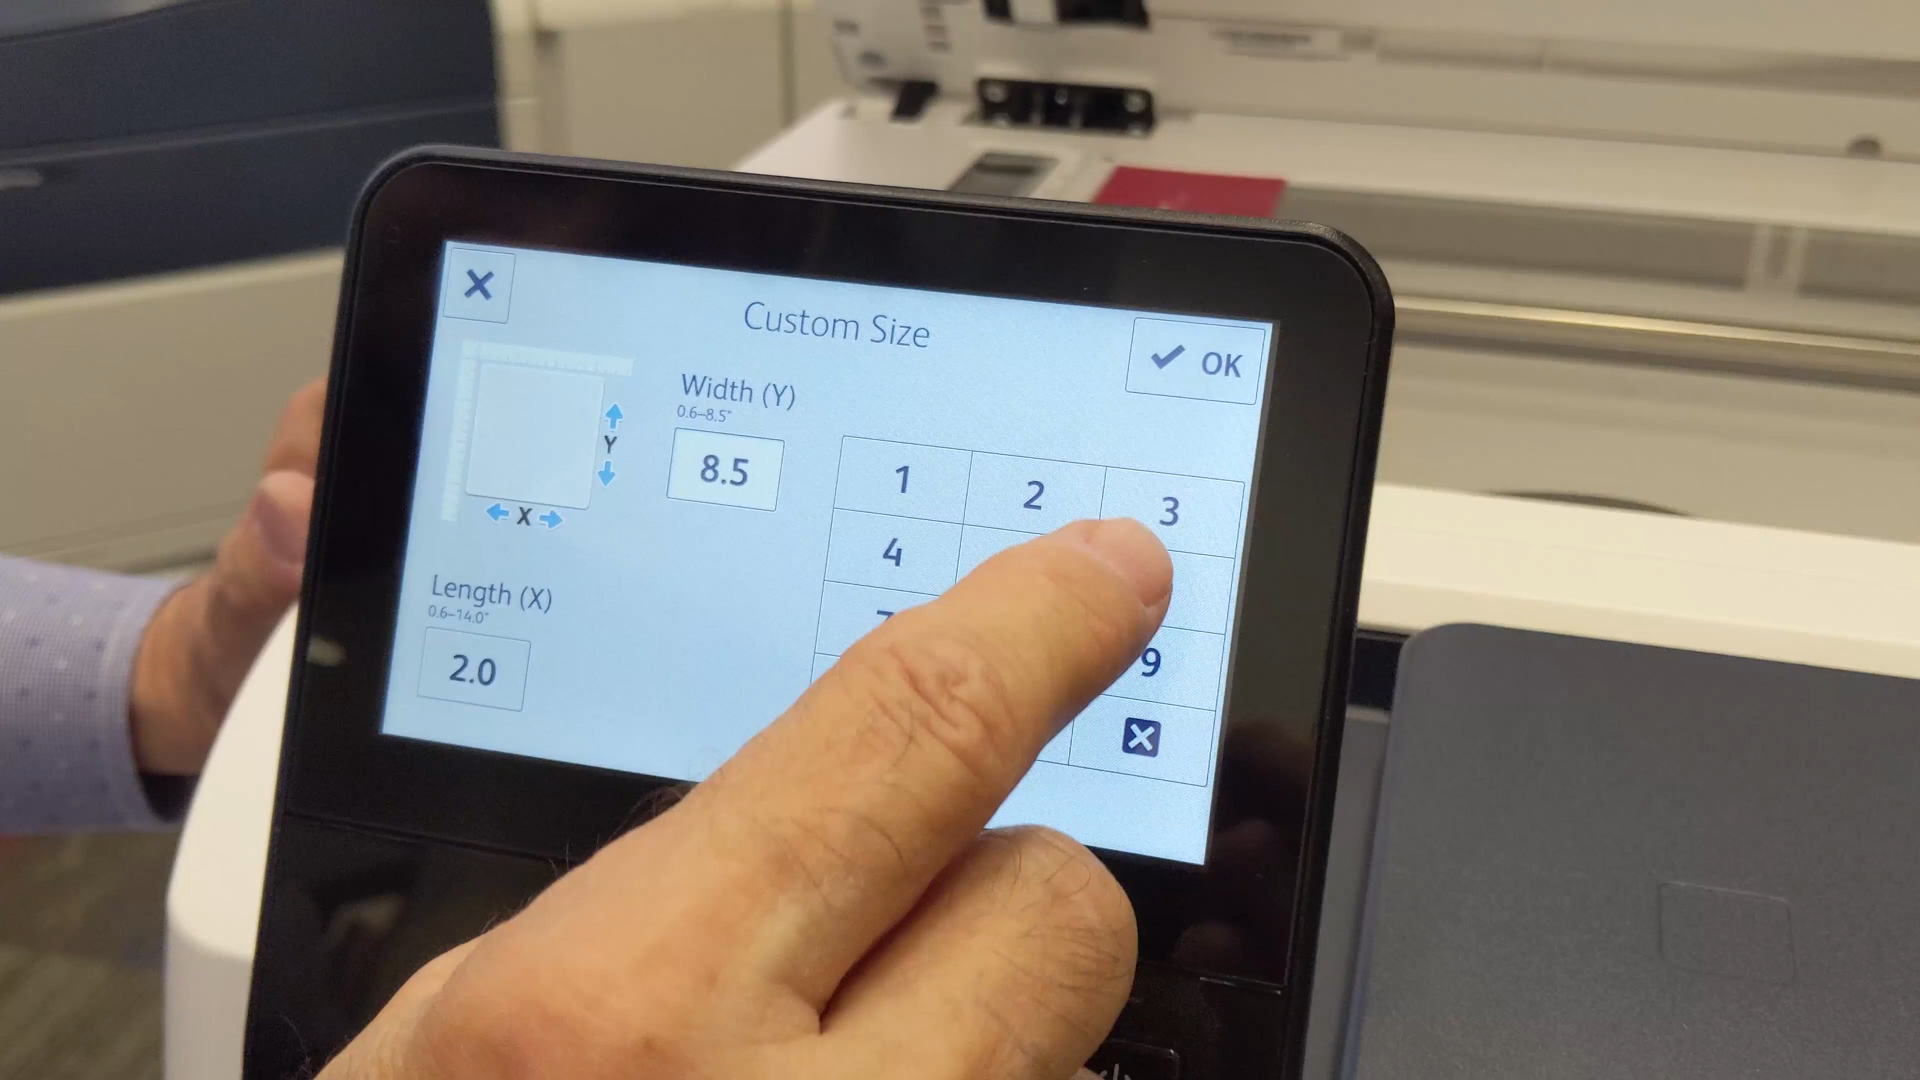 Custom Size
OK
Width (Y)
0.6–8.5"
8.5
Y
X
Length (X)
0.6–14.0"
2.0
1 2 3
4
9